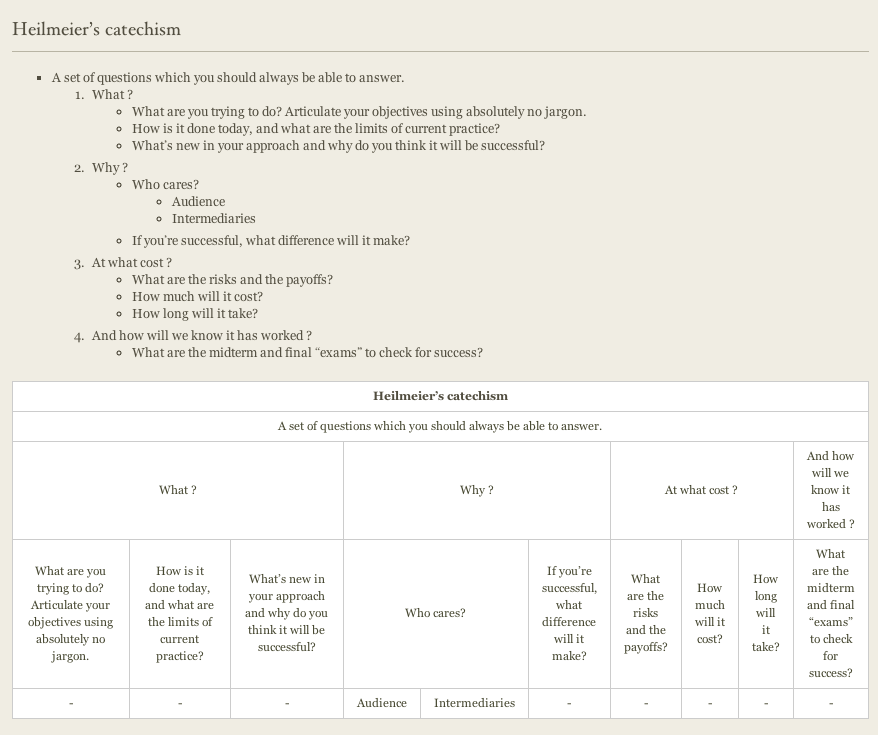 Heilmeier’s catechism
▪ A set of questions which you should always be able to answer.
1. What ?
◦ What are you trying to do? Articulate your objectives using absolutely no jargon.
◦ How is it done today, and what are the limits of current practice?
◦ What’s new in your approach and why do you think it will be successful?
2. Why ?
◦ Who cares?
◦ Audience
◦ Intermediaries
◦ If you’re successful, what difference will it make?
3. At what cost ?
◦ What are the risks and the payoffs?
◦ How much will it cost?
◦ How long will it take?
4. And how will we know it has worked ?
◦ What are the midterm and final “exams” to check for success?
Heilmeier’s catechism
A set of questions which you should always be able to answer.
What ?
Why ?
At what cost ?
And how
will we
know it
has
worked ?
What are you
trying to do?
Articulate your
objectives using
absolutely no
jargon.
How is it
done today,
and what are
the limits of
current
practice?
What’s new in
your approach
and why do you
think it will be
successful?
Who cares?
If you’re
successful,
what
difference
will it
make?
What
are the
risks
and the
payoffs?
How
much
will it
cost?
How
long
will
it
take?
What
are the
midterm
and final
“exams”
to check
for
success?
- - - Audience Intermediaries - - - - -